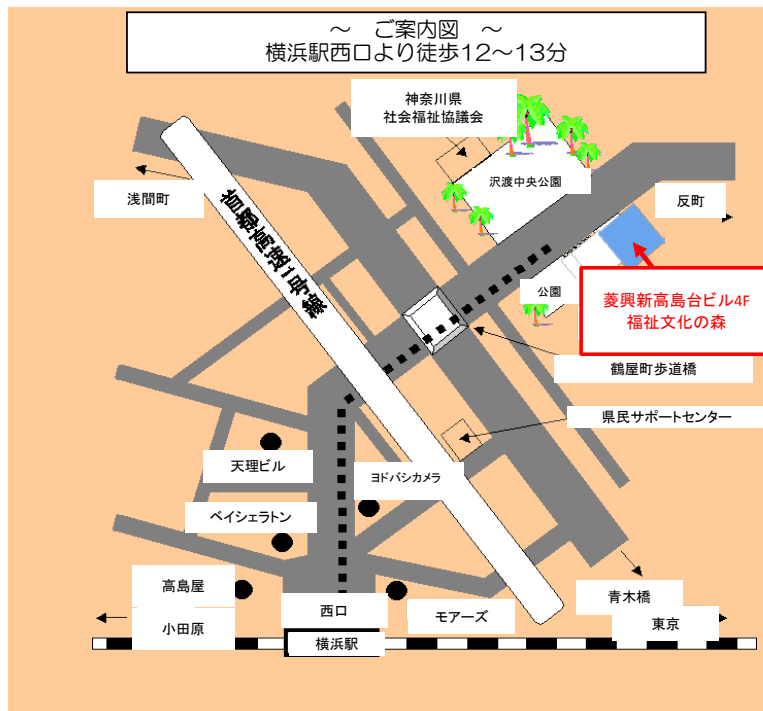 ～　ご案内図　～
横浜駅西口より徒歩12～13分
神奈川県
社会福祉協議会
沢渡中央公園
浅間町
反町
首都高速一号線
公園
菱興新高島台ビル4F
福祉文化の森
鶴屋町歩道橋
県民サポートセンター
天理ビル
ヨドバシカメラ
ベイシェラトン
高島屋
西口
モアーズ
青木橋
小田原
東京
横浜駅